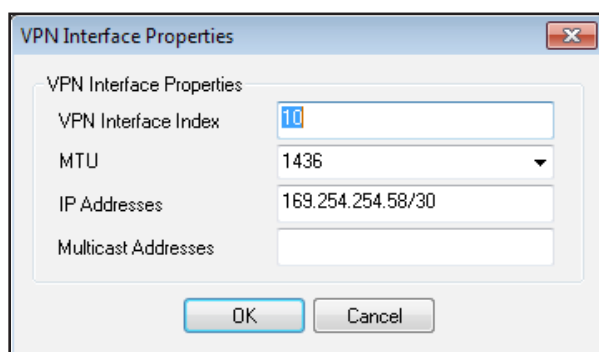 VPN Interface Properties
VPN Interface Properties
VPN Interface Index 10
MTU 1436
IP Addresses 169.254.254.58/30
Multicast Addresses
OK Cancel